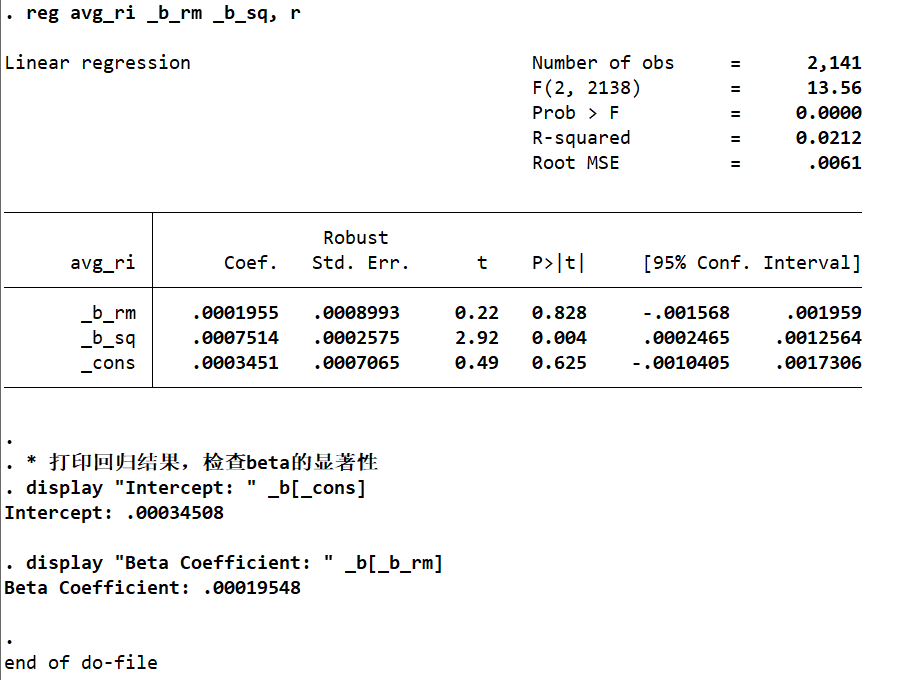 . reg avg_ri _b_rm _b_sq, r
Linear regression Number of obs = 2,141
F(2, 2138) = 13.56
Prob > F = 0.0000
R-squared = 0.0212
Root MSE = .0061
Robust
avg_ri Coef. Std. Err. t P>|t| [95% Conf. Interval]
_b_rm .0001955 .0008993 0.22 0.828 -.001568 .001959
_b_sq .0007514 .0002575 2.92 0.004 .0002465 .0012564
_cons .0003451 .0007065 0.49 0.625 -.0010405 .0017306
.
. * 打印回归结果，检查beta的显著性
. display "Intercept: " _b[_cons]
Intercept: .00034508
. display "Beta Coefficient: " _b[_b_rm]
Beta Coefficient: .00019548
.
end of do-file